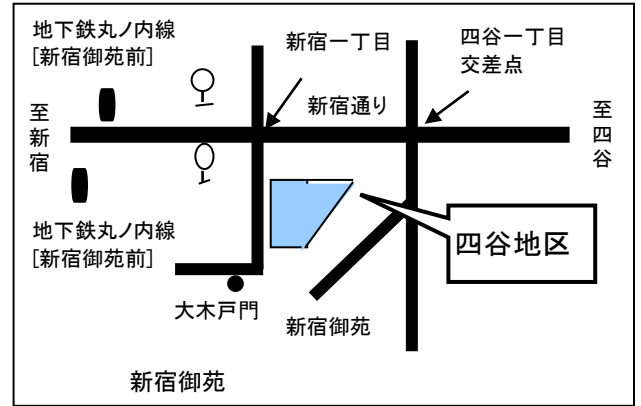 地下鉄丸ノ内線
[新宿御苑前]
新宿一丁目
四谷一丁目
交差点
新宿通り
至新宿
至四谷
地下鉄丸ノ内線
[新宿御苑前]
四谷地区
大木戸門
新宿御苑
新宿御苑